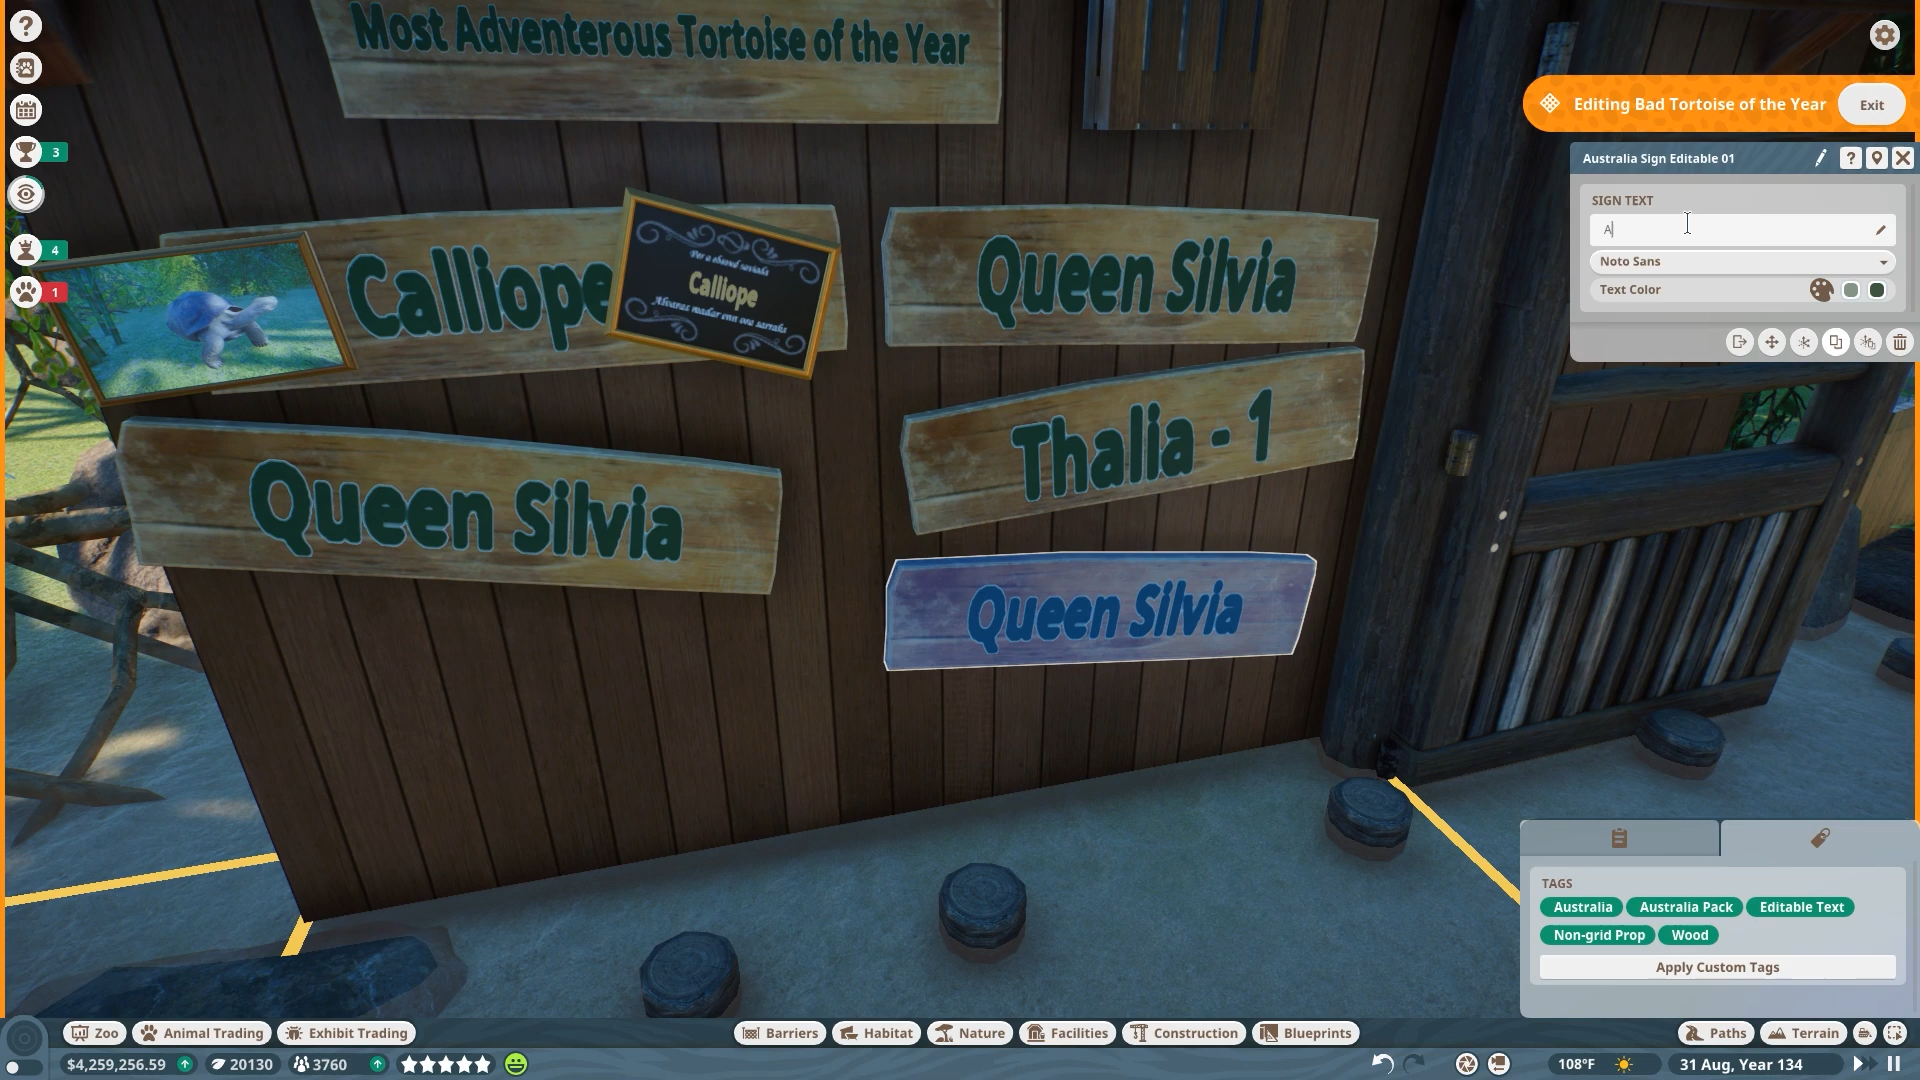 Most Adventerous Tortoise of the Year
3
Editing Bad Tortoise of the Year
Exit
Australia Sign Editable 01
?
SIGN TEXT
A
Noto Sans
Text Color
4
1
Calliope
Calliope
Queen Silvia
Thalia - 1
Queen Silvia
Queen Silvia
TAGS
Australia
Australia Pack
Editable Text
Non-grid Prop
Wood
Apply Custom Tags
Zoo
Animal Trading
Exhibit Trading
Barriers
Habitat
Nature
Facilities
Construction
Blueprints
Paths
Terrain
$4,259,256.59
20130
3760
108°F
31 Aug, Year 134